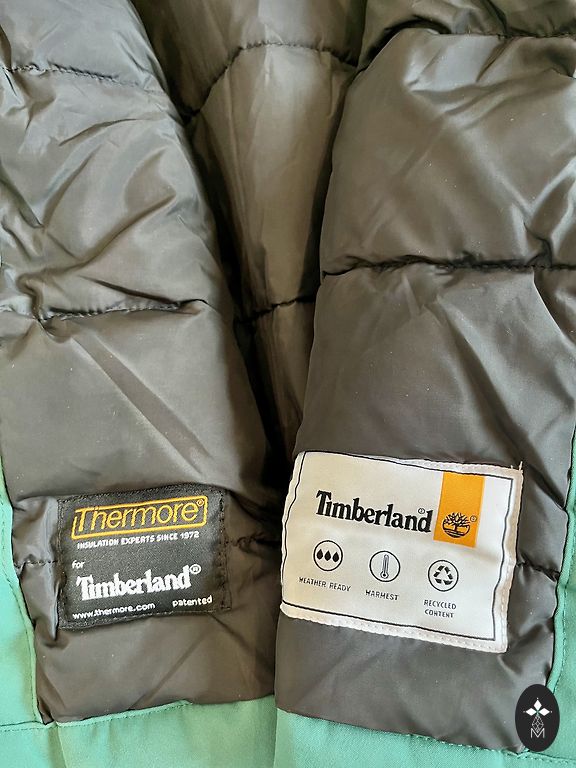 Thermore®
INSULATION EXPERTS SINCE 1972
for
Timberland®
www.thermore.com patented
Timberland®
WEATHER READY
WARMEST
RECYCLED
CONTENT